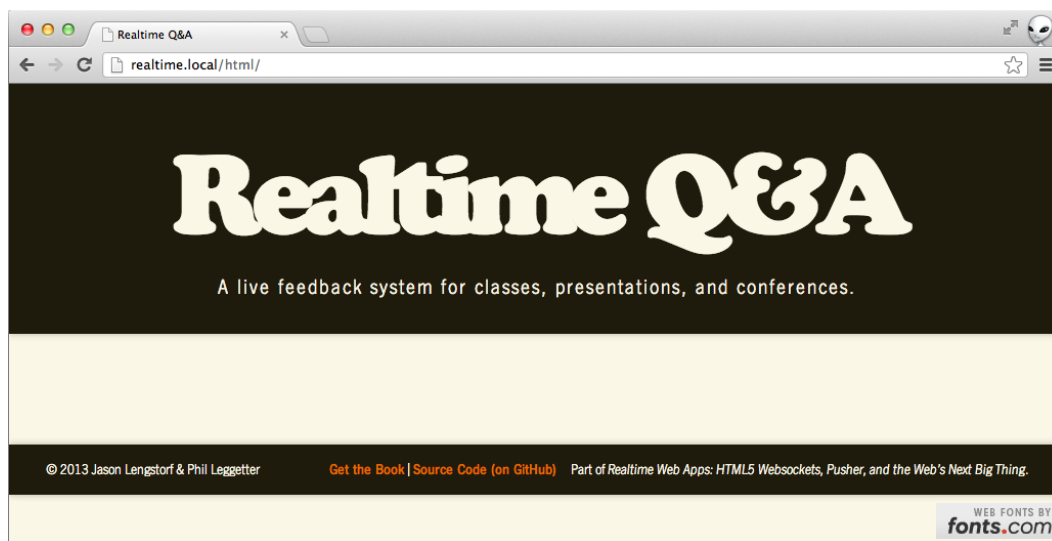 Realtime Q&A
realtime.local/html/
Realtime Q&A
A live feedback system for classes, presentations, and conferences.
© 2013 Jason Lengstorf & Phil Leggetter Get the Book | Source Code (on GitHub) Part of Realtime Web Apps: HTML5 Websockets, Pusher, and the Web's Next Big Thing.
WEB FONTS BY
fonts.com